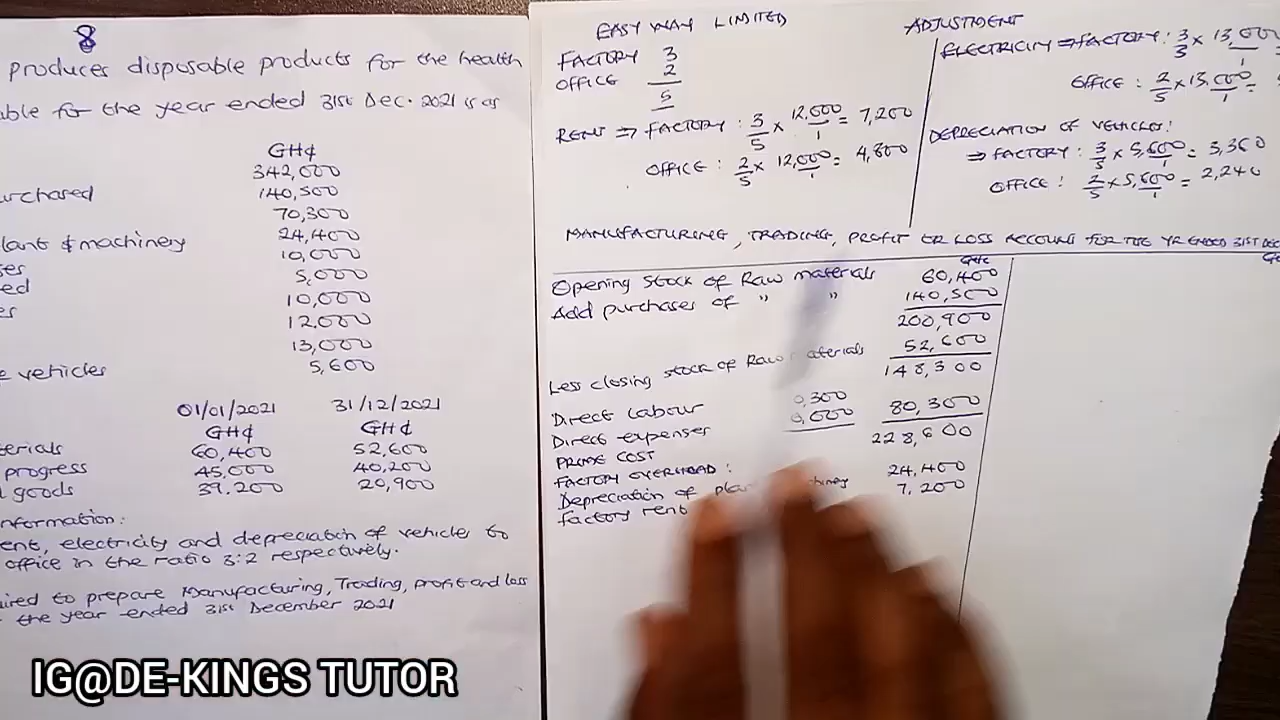 8
produces disposable products for the health
able for the year ended 31st Dec. 2021 is as
GH¢
342,000
urchased 140,500
70,300
lant & machinery 24,400
ses 10,000
ed 5,000
es 10,000
12,000
13,000
e vehicles 5,600
01/01/2021 31/12/2021
GH¢ GH¢
erials 60,400 52,600
progress 45,000 40,200
d goods 39,200 20,900
nformation:
ent, electricity and depreciation of vehicles to
office in the ratio 3:2 respectively.
ired to prepare Manufacturing, Trading, profit and loss
the year ended 31st December 2021
IG@DE-KINGS TUTOR
EASY WAY LIMITED
FACTORY 3
OFFICE 2
5
RENT ⇒ FACTORY : 3/5 × 12,000/1 = 7,200
OFFICE : 2/5 × 12,000/1 = 4,800
ADJUSTMENT
ELECTRICITY ⇒ FACTORY : 3/5 × 13,000/1
OFFICE : 2/5 × 13,000/1 =
DEPRECIATION OF VEHICLES:
⇒ FACTORY : 3/5 × 5,600/1 = 3,360
OFFICE : 2/5 × 5,600/1 = 2,240
MANUFACTURING, TRADING, PROFIT OR LOSS ACCOUNT FOR THE YR ENDED 31ST DEC
GH¢
Opening stock of Raw materials 60,400
Add purchases of " " 140,500
200,900
Less closing stock of Raw materials 52,600
148,300
Direct Labour 0,300
Direct expenses 0,000 80,300
PRIME COST 228,600
FACTORY OVERHEAD :
Depreciation of pla hinery 24,400
factory rent 7,200